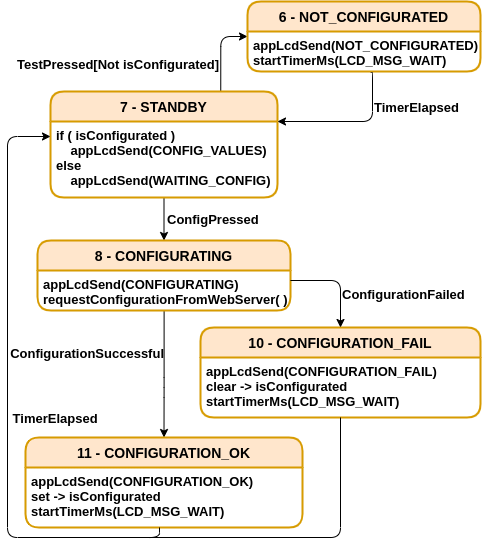 6 - NOT_CONFIGURATED
appLcdSend(NOT_CONFIGURATED)
startTimerMs(LCD_MSG_WAIT)
TestPressed[Not isConfigurated]
TimerElapsed
7 - STANDBY
if ( isConfigurated )
appLcdSend(CONFIG_VALUES)
else
appLcdSend(WAITING_CONFIG)
ConfigPressed
8 - CONFIGURATING
appLcdSend(CONFIGURATING)
requestConfigurationFromWebServer( )
ConfigurationFailed
10 - CONFIGURATION_FAIL
appLcdSend(CONFIGURATION_FAIL)
clear -> isConfigurated
startTimerMs(LCD_MSG_WAIT)
ConfigurationSuccessful
TimerElapsed
11 - CONFIGURATION_OK
appLcdSend(CONFIGURATION_OK)
set -> isConfigurated
startTimerMs(LCD_MSG_WAIT)